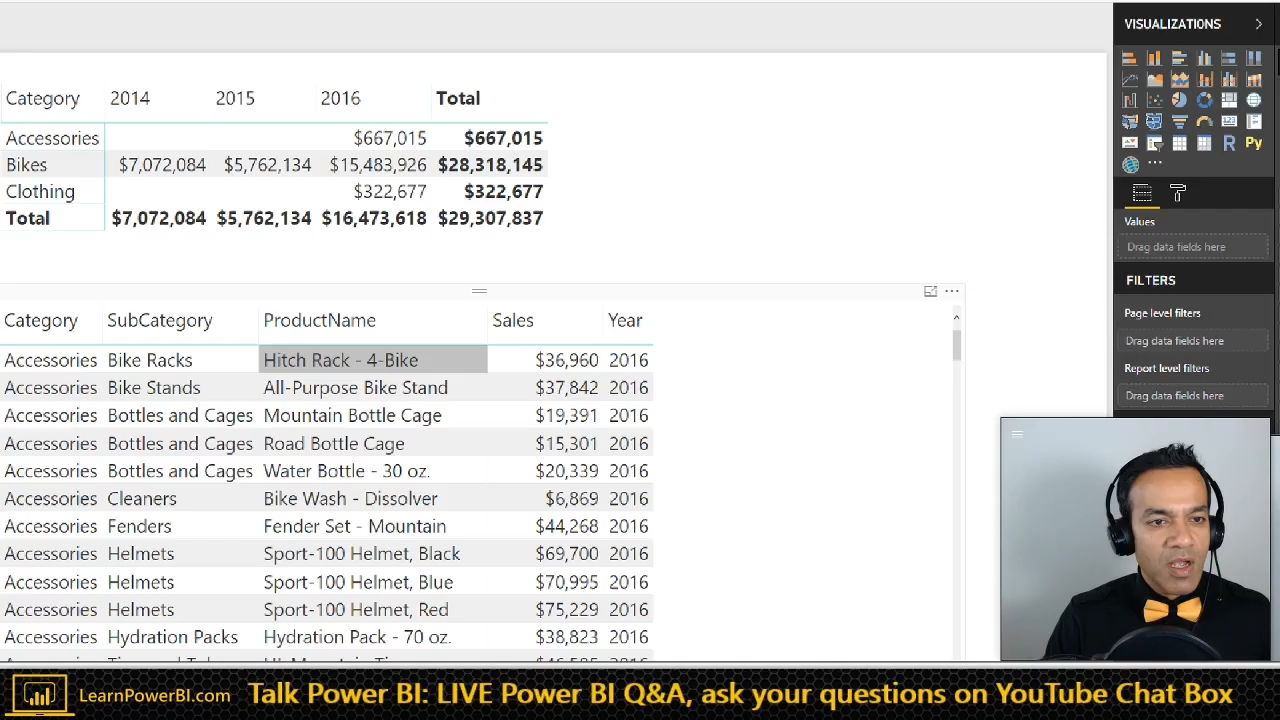 VISUALIZATIONS
Category 2014 2015 2016 Total
Accessories $667,015 $667,015
Bikes $7,072,084 $5,762,134 $15,483,926 $28,318,145
Clothing $322,677 $322,677
Total $7,072,084 $5,762,134 $16,473,618 $29,307,837
R Py
123
Values
Drag data fields here
FILTERS
Page level filters
Drag data fields here
Report level filters
Drag data fields here
Category SubCategory ProductName Sales Year
Accessories Bike Racks Hitch Rack - 4-Bike $36,960 2016
Accessories Bike Stands All-Purpose Bike Stand $37,842 2016
Accessories Bottles and Cages Mountain Bottle Cage $19,391 2016
Accessories Bottles and Cages Road Bottle Cage $15,301 2016
Accessories Bottles and Cages Water Bottle - 30 oz. $20,339 2016
Accessories Cleaners Bike Wash - Dissolver $6,869 2016
Accessories Fenders Fender Set - Mountain $44,268 2016
Accessories Helmets Sport-100 Helmet, Black $69,700 2016
Accessories Helmets Sport-100 Helmet, Blue $70,995 2016
Accessories Helmets Sport-100 Helmet, Red $75,229 2016
Accessories Hydration Packs Hydration Pack - 70 oz. $38,823 2016
LearnPowerBI.com Talk Power BI: LIVE Power BI Q&A, ask your questions on YouTube Chat Box